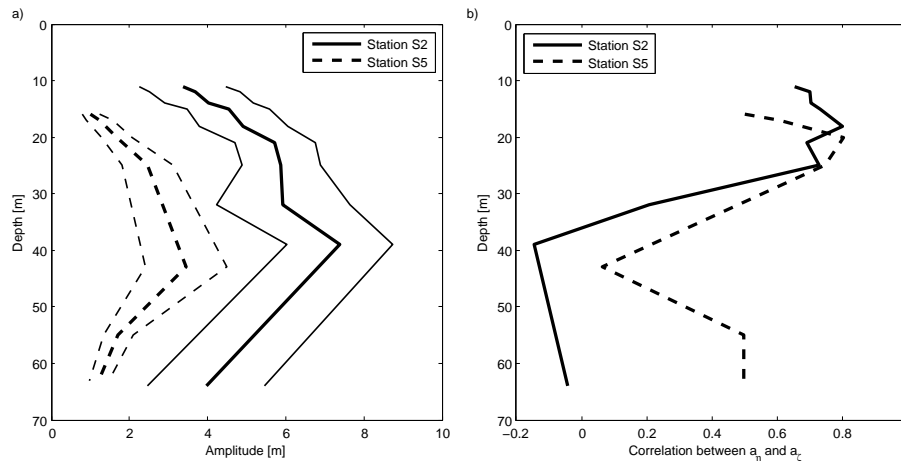 a)
Station S2
Station S5
0
10
20
30
40
50
60
70
Depth [m]
0
2
4
6
8
10
Amplitude [m]
b)
Station S2
Station S5
0
10
20
30
40
50
60
70
Depth [m]
−0.2
0
0.2
0.4
0.6
0.8
1
Correlation between a_η and a_ζ